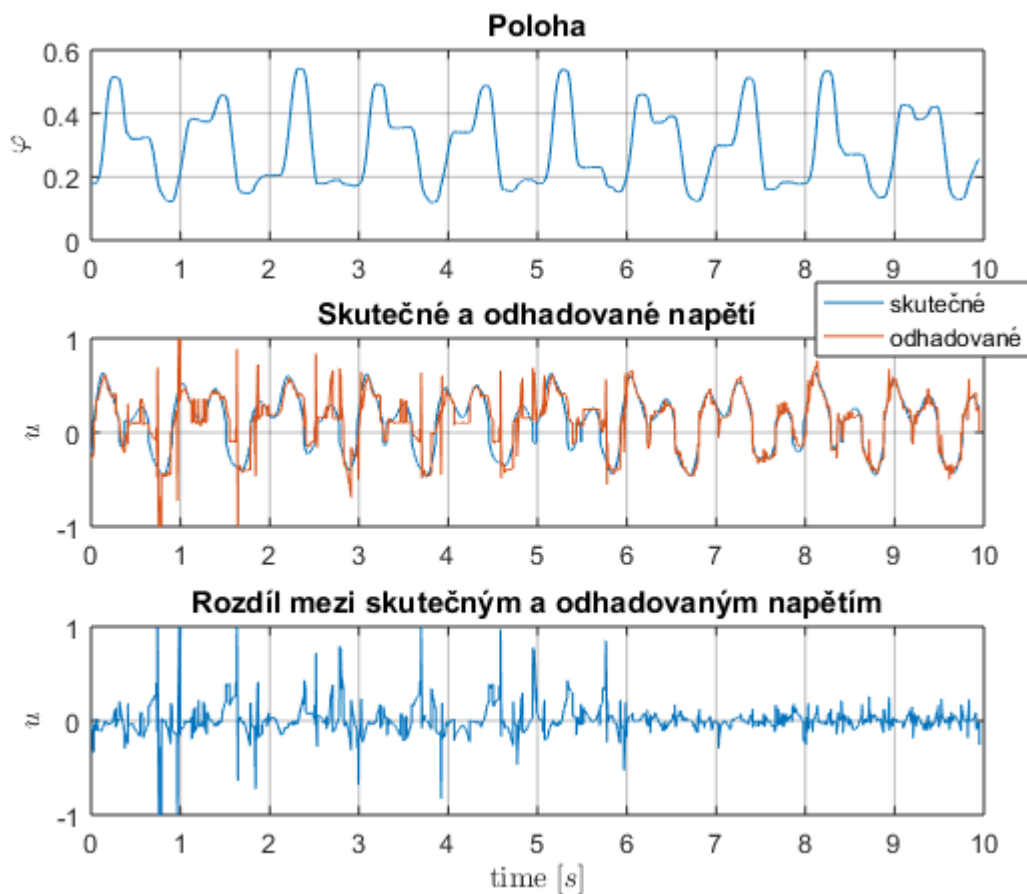 Poloha
0.6
0.4
0.2
0
φ
0 1 2 3 4 5 6 7 8 9 10
Skutečné a odhadované napětí
skutečné
odhadované
1
0
-1
u
0 1 2 3 4 5 6 7 8 9 10
Rozdíl mezi skutečným a odhadovaným napětím
1
0
-1
u
0 1 2 3 4 5 6 7 8 9 10
time [s]